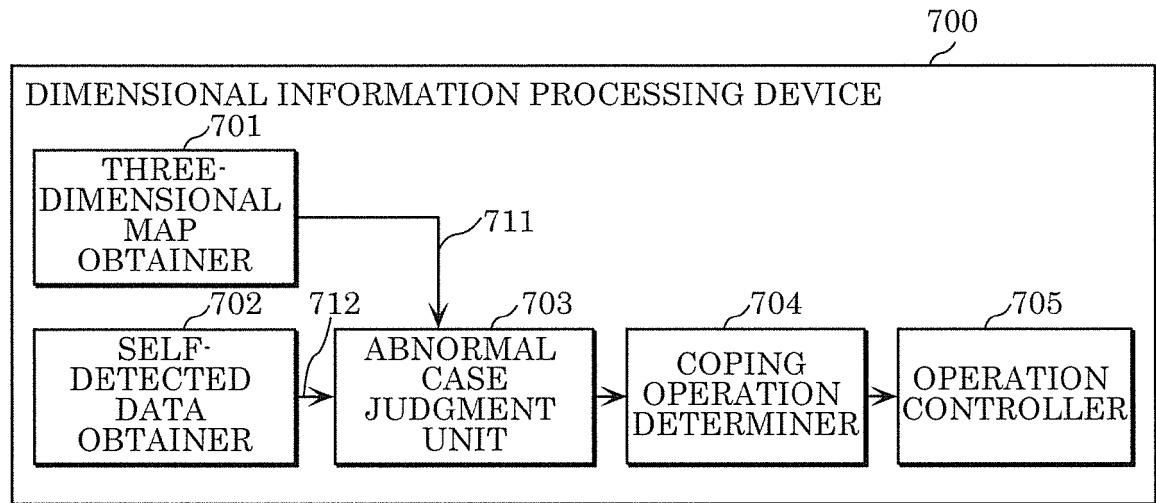 700
DIMENSIONAL INFORMATION PROCESSING DEVICE
701
THREE-
DIMENSIONAL
MAP
OBTAINER
711
702
SELF-
DETECTED
DATA
OBTAINER
712
703
ABNORMAL
CASE
JUDGMENT
UNIT
704
COPING
OPERATION
DETERMINER
705
OPERATION
CONTROLLER